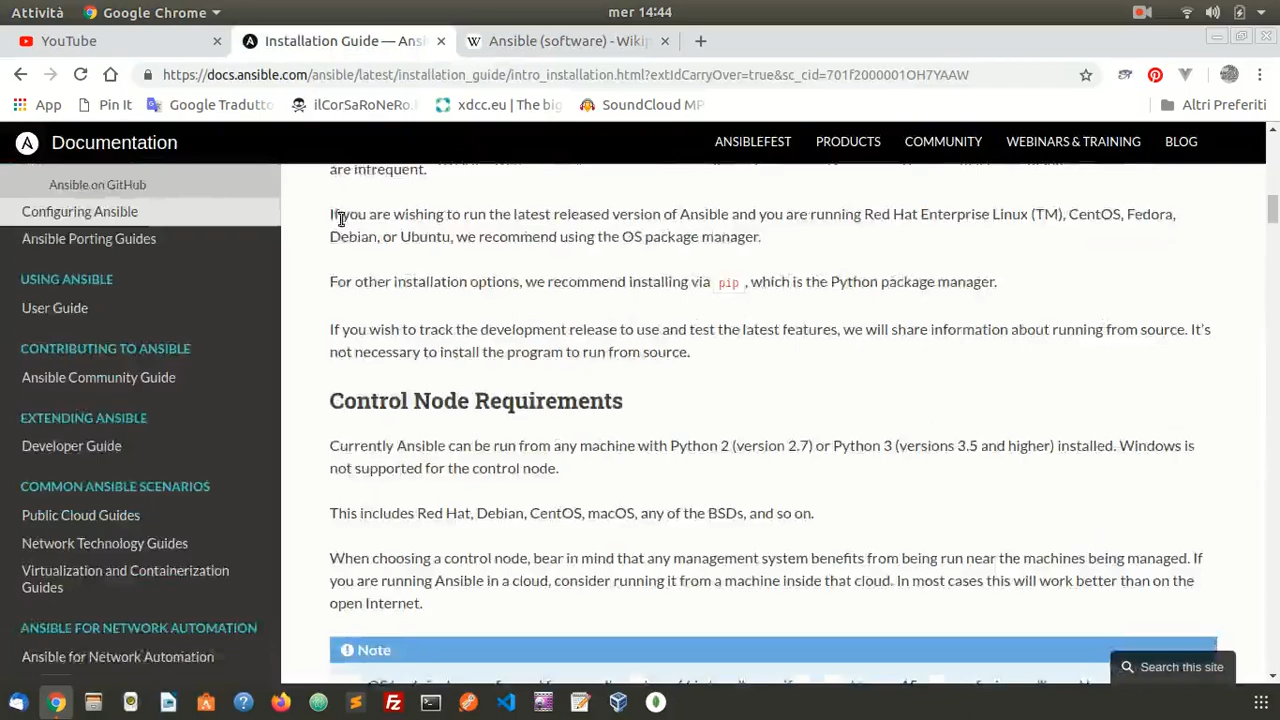 Attività
Google Chrome
mer 14:44
YouTube
Installation Guide — Ansi
Ansible (software) - Wikip
https://docs.ansible.com/ansible/latest/installation_guide/intro_installation.html?extIdCarryOver=true&sc_cid=701f2000001OH7YAAW
App
Pin It
Google Tradutto
ilCorSaRoNeRo.
xdcc.eu | The big
SoundCloud MP
Altri Preferiti
Documentation
ANSIBLEFEST
PRODUCTS
COMMUNITY
WEBINARS & TRAINING
BLOG
Ansible on GitHub
Configuring Ansible
Ansible Porting Guides
USING ANSIBLE
User Guide
CONTRIBUTING TO ANSIBLE
Ansible Community Guide
EXTENDING ANSIBLE
Developer Guide
COMMON ANSIBLE SCENARIOS
Public Cloud Guides
Network Technology Guides
Virtualization and Containerization
Guides
ANSIBLE FOR NETWORK AUTOMATION
Ansible for Network Automation
are infrequent.
If you are wishing to run the latest released version of Ansible and you are running Red Hat Enterprise Linux (TM), CentOS, Fedora,
Debian, or Ubuntu, we recommend using the OS package manager.
For other installation options, we recommend installing via pip, which is the Python package manager.
If you wish to track the development release to use and test the latest features, we will share information about running from source. It's
not necessary to install the program to run from source.
Control Node Requirements
Currently Ansible can be run from any machine with Python 2 (version 2.7) or Python 3 (versions 3.5 and higher) installed. Windows is
not supported for the control node.
This includes Red Hat, Debian, CentOS, macOS, any of the BSDs, and so on.
When choosing a control node, bear in mind that any management system benefits from being run near the machines being managed. If
you are running Ansible in a cloud, consider running it from a machine inside that cloud. In most cases this will work better than on the
open Internet.
Note
Search this site